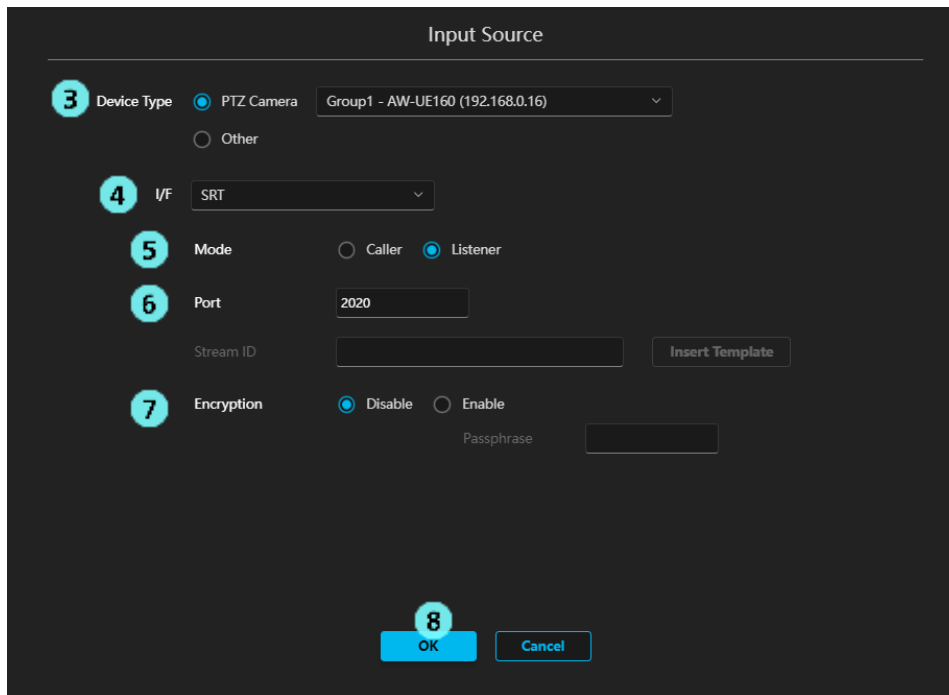 Input Source
3 Device Type PTZ Camera Group1 - AW-UE160 (192.168.0.16)
Other
4 I/F SRT
5 Mode Caller Listener
6 Port 2020
Stream ID Insert Template
7 Encryption Disable Enable
Passphrase
8
OK Cancel